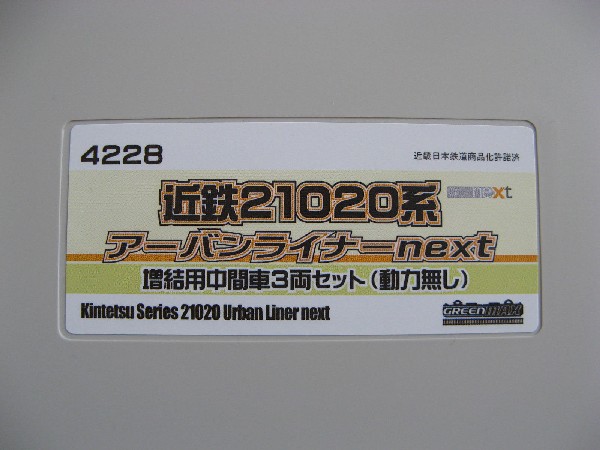 4228
近畿日本鉄道商品化許諾済
近鉄21020系
next
アーバンライナーnext
増結用中間車3両セット(動力無し)
Kintetsu Series 21020 Urban Liner next
GREENMAX